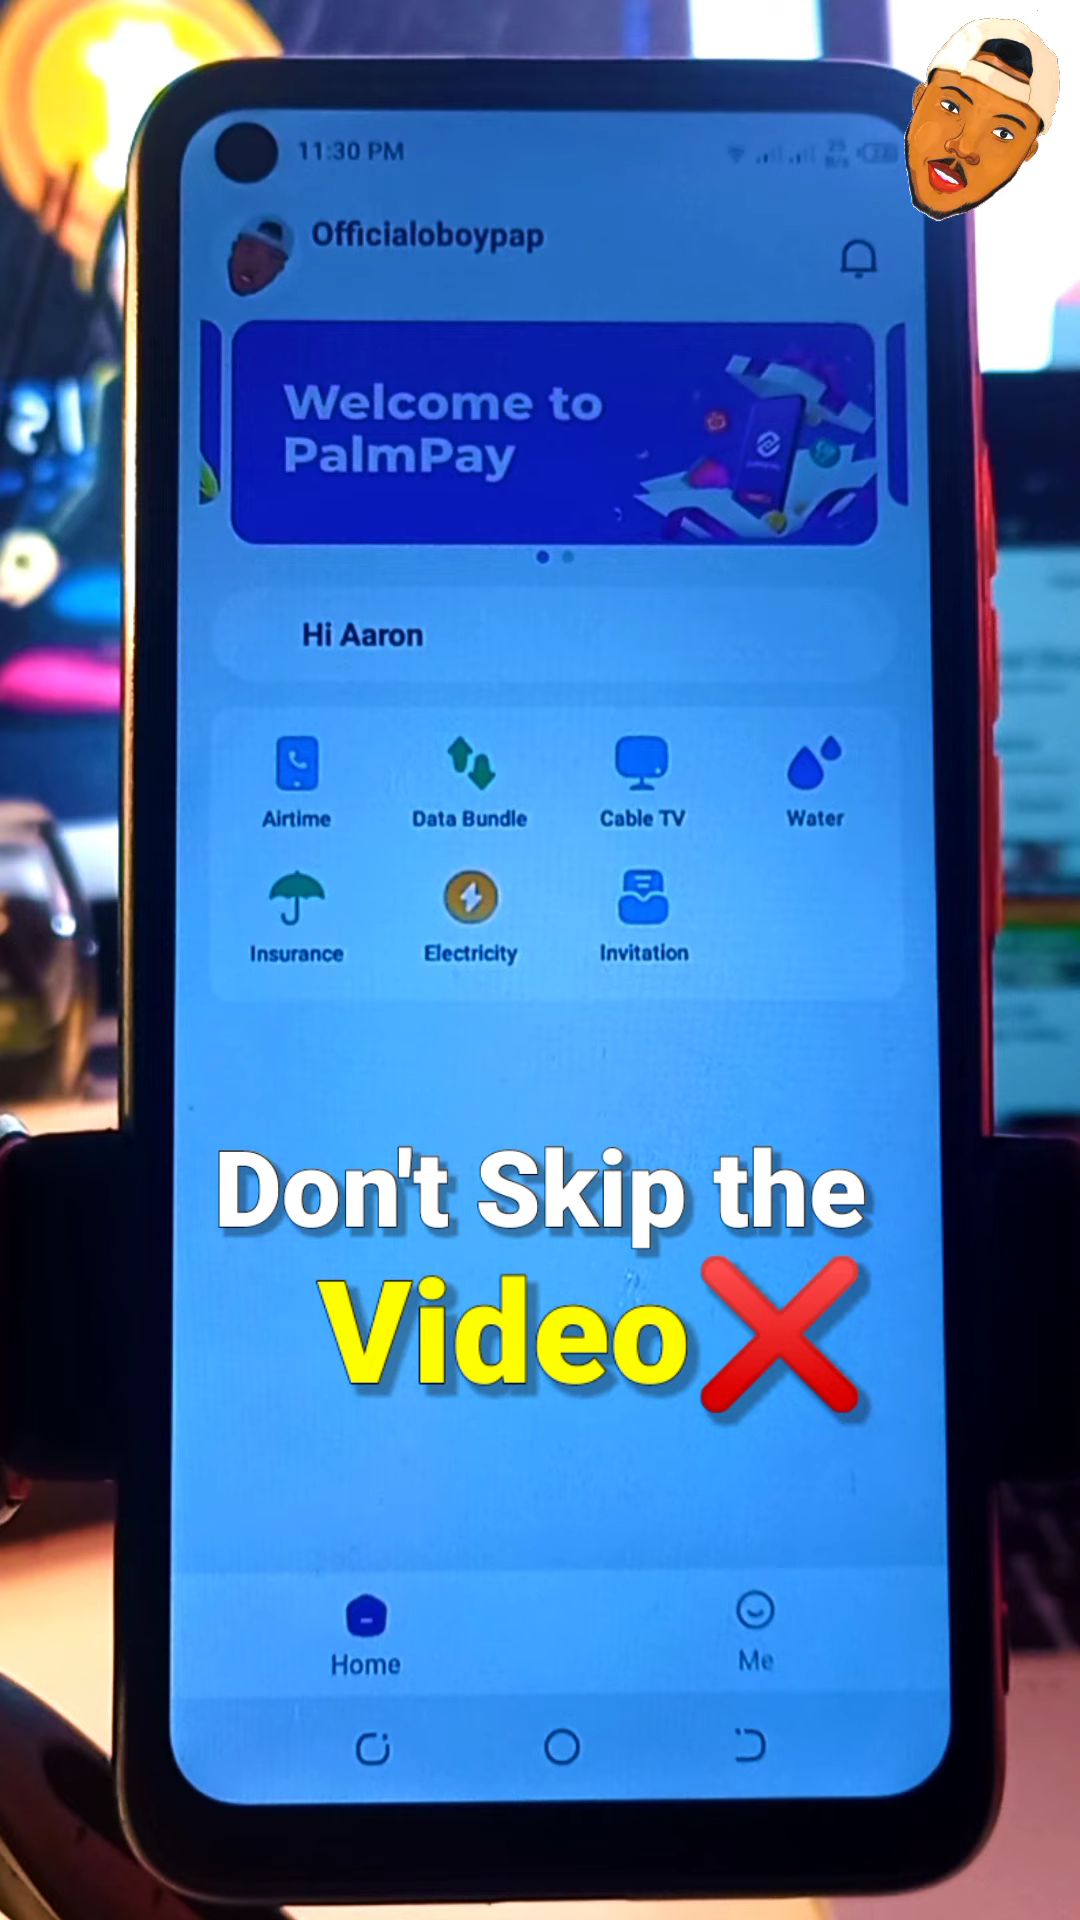 11:30 PM
Officialoboypap
Welcome to
PalmPay
Hi Aaron
Airtime
Data Bundle
Cable TV
Water
Insurance
Electricity
Invitation
Don't Skip the
Video❌
Home
Me